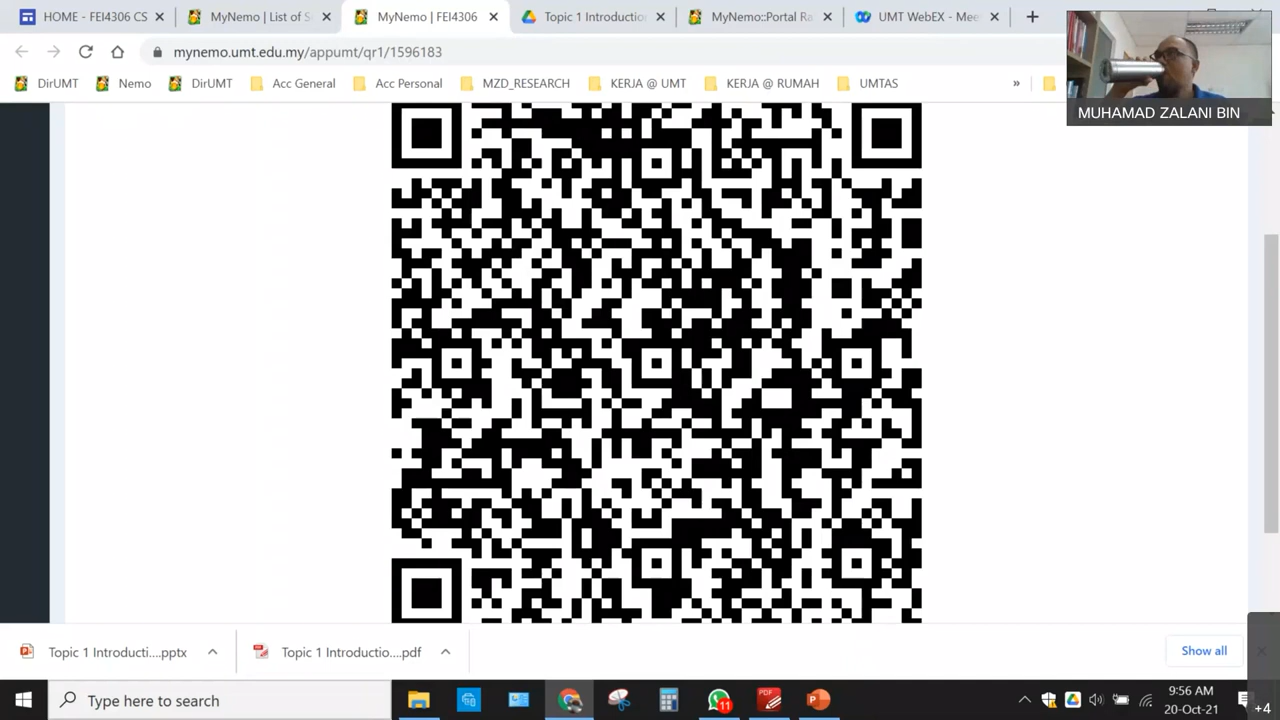 HOME - FEI4306 CS
MyNemo | List of S
MyNemo | FEI4306
Topic 1 Introduction
MyNemo::Portal Ra
UMT WebEX - Mee
mynemo.umt.edu.my/appumt/qr1/1596183
DirUMT
Nemo
DirUMT
Acc General
Acc Personal
MZD_RESEARCH
KERJA @ UMT
KERJA @ RUMAH
UMTAS
»
MUHAMAD ZALANI BIN
Topic 1 Introducti....pptx
Topic 1 Introductio....pdf
Show all
Type here to search
11
PDF
9:56 AM
20-Oct-21
+4